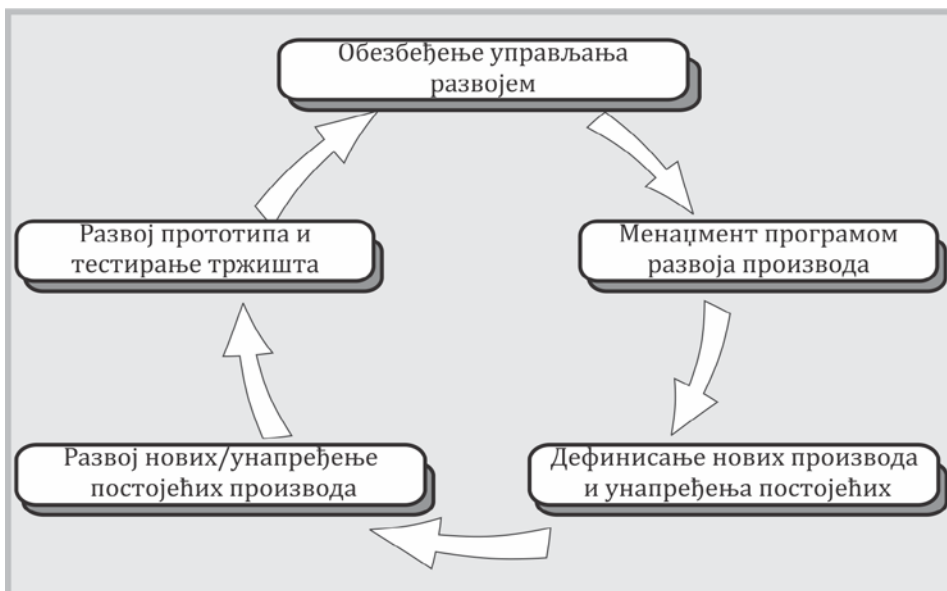 Обезбеђење управљања
развојем
Развој прототипа и
тестирање тржишта
Менаџмент програмом
развоја производа
Развој нових/унапређење
постојећих производа
Дефинисање нових производа
и унапређења постојећих